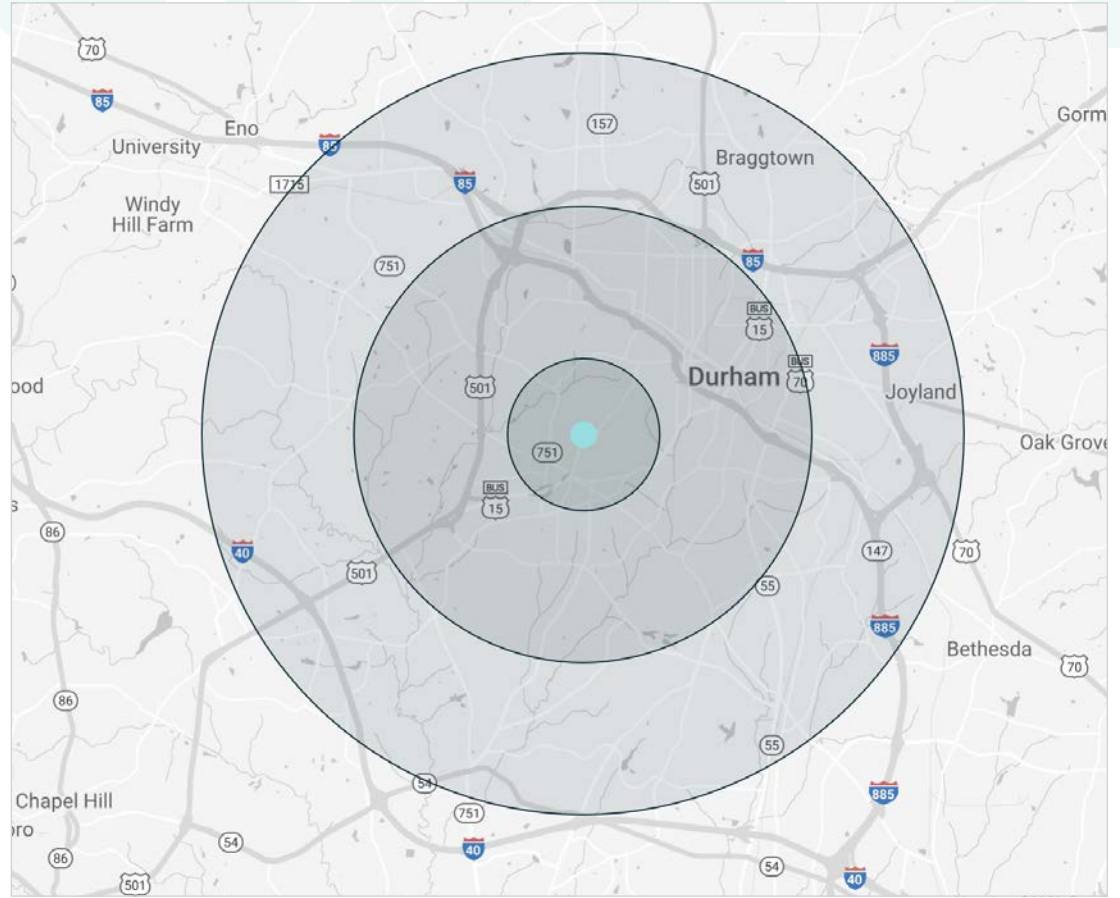 70
85
Gorm
157
Eno
85
University
Braggtown
85
501
1715
Windy
Hill Farm
751
85
BUS
15
885
BUS
70
Durham
ood
501
Joyland
Oak Grove
751
BUS
15
s
86
40
147
70
501
55
885
Bethesda
70
86
55
54
885
Chapel Hill
751
oro
54
40
86
54
40
501